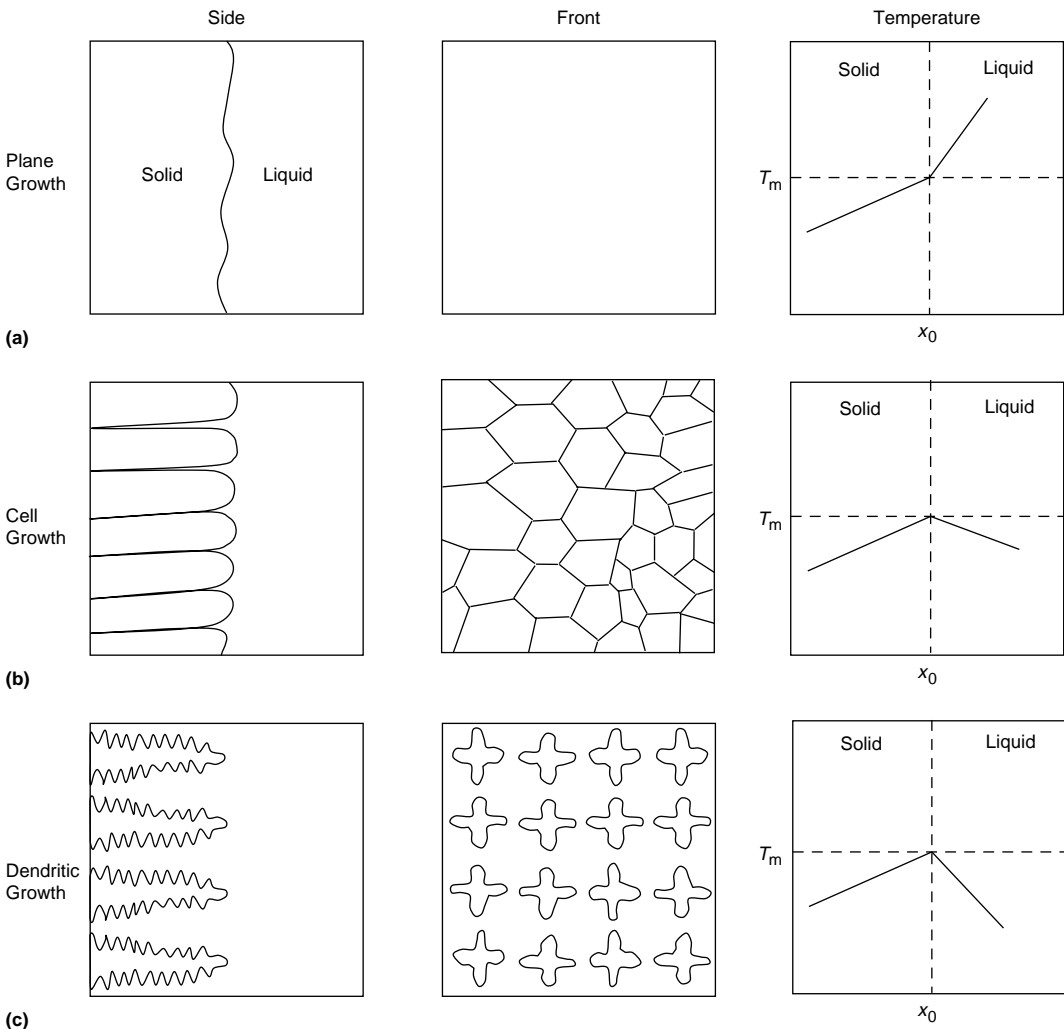 Side
Front
Temperature
Plane
Growth
Solid
Liquid
Solid
Liquid
Tm
x0
(a)
Cell
Growth
Solid
Liquid
Tm
x0
(b)
Dendritic
Growth
Solid
Liquid
Tm
x0
(c)